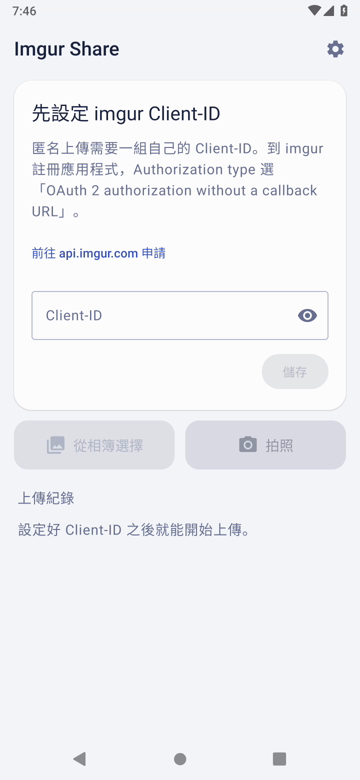 7:46
Imgur Share
先設定 imgur Client-ID
匿名上傳需要一組自己的 Client-ID。到 imgur
註冊應用程式，Authorization type 選
「OAuth 2 authorization without a callback
URL」。
前往 api.imgur.com 申請
Client-ID
儲存
從相簿選擇
拍照
上傳紀錄
設定好 Client-ID 之後就能開始上傳。